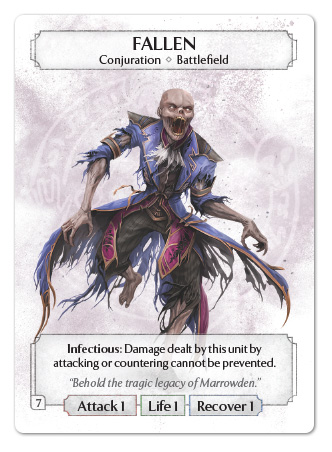 FALLEN
Conjuration ⋄ Battlefield
Infectious: Damage dealt by this unit by
attacking or countering cannot be prevented.
"Behold the tragic legacy of Marrowden."
7
Attack 1 Life 1 Recover 1